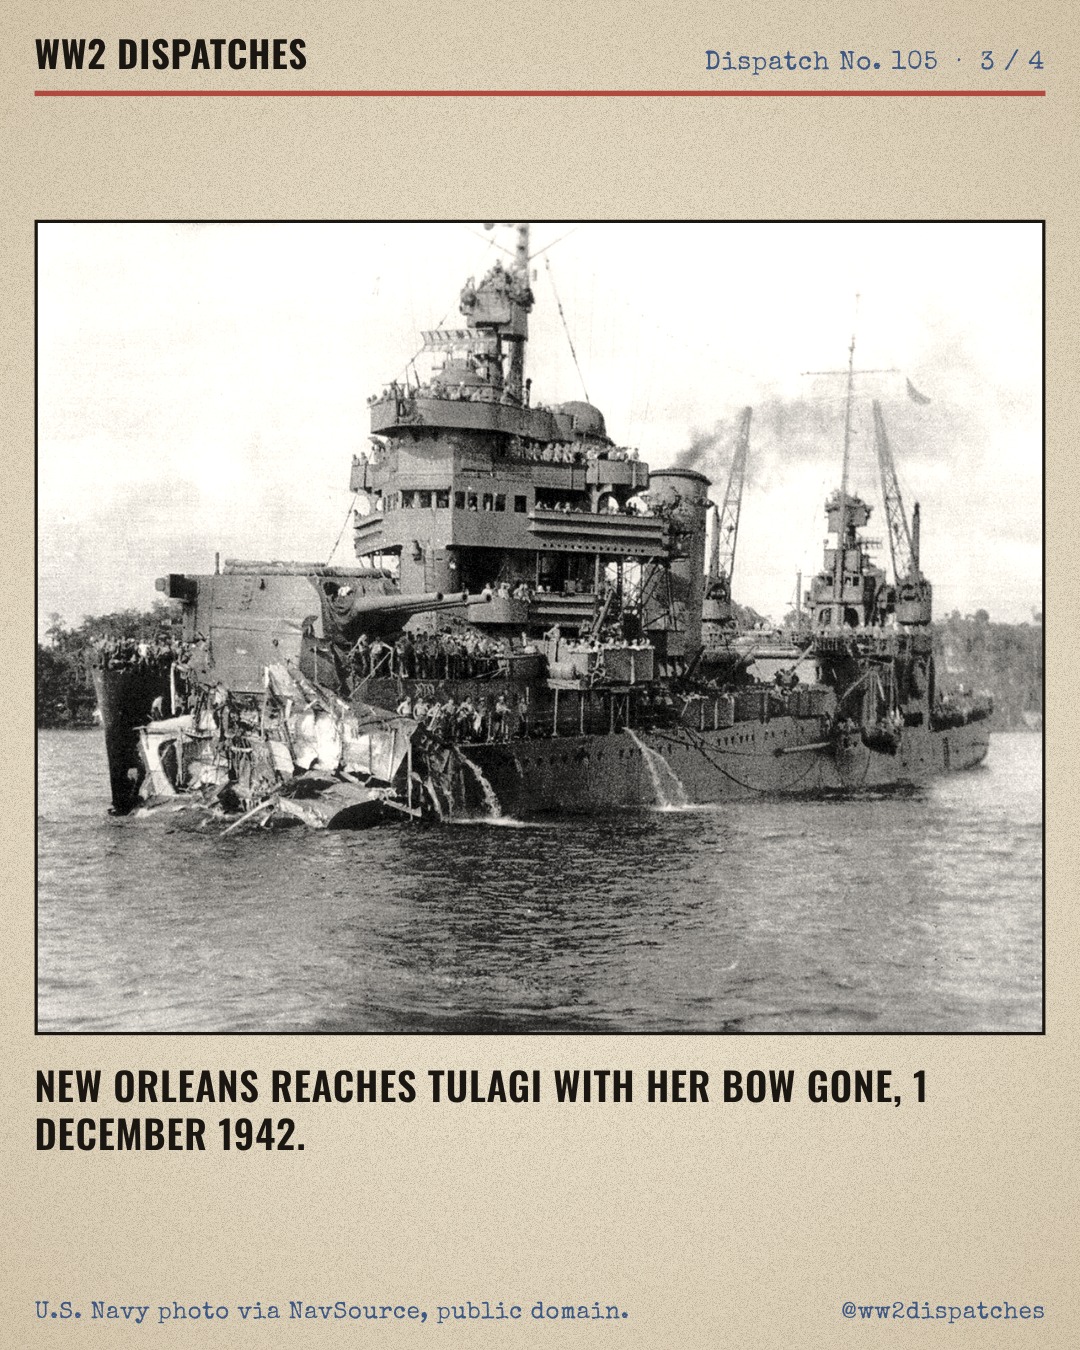 WW2 DISPATCHES
Dispatch No. 105 · 3 / 4
NEW ORLEANS REACHES TULAGI WITH HER BOW GONE, 1
DECEMBER 1942.
U.S. Navy photo via NavSource, public domain.
@ww2dispatches